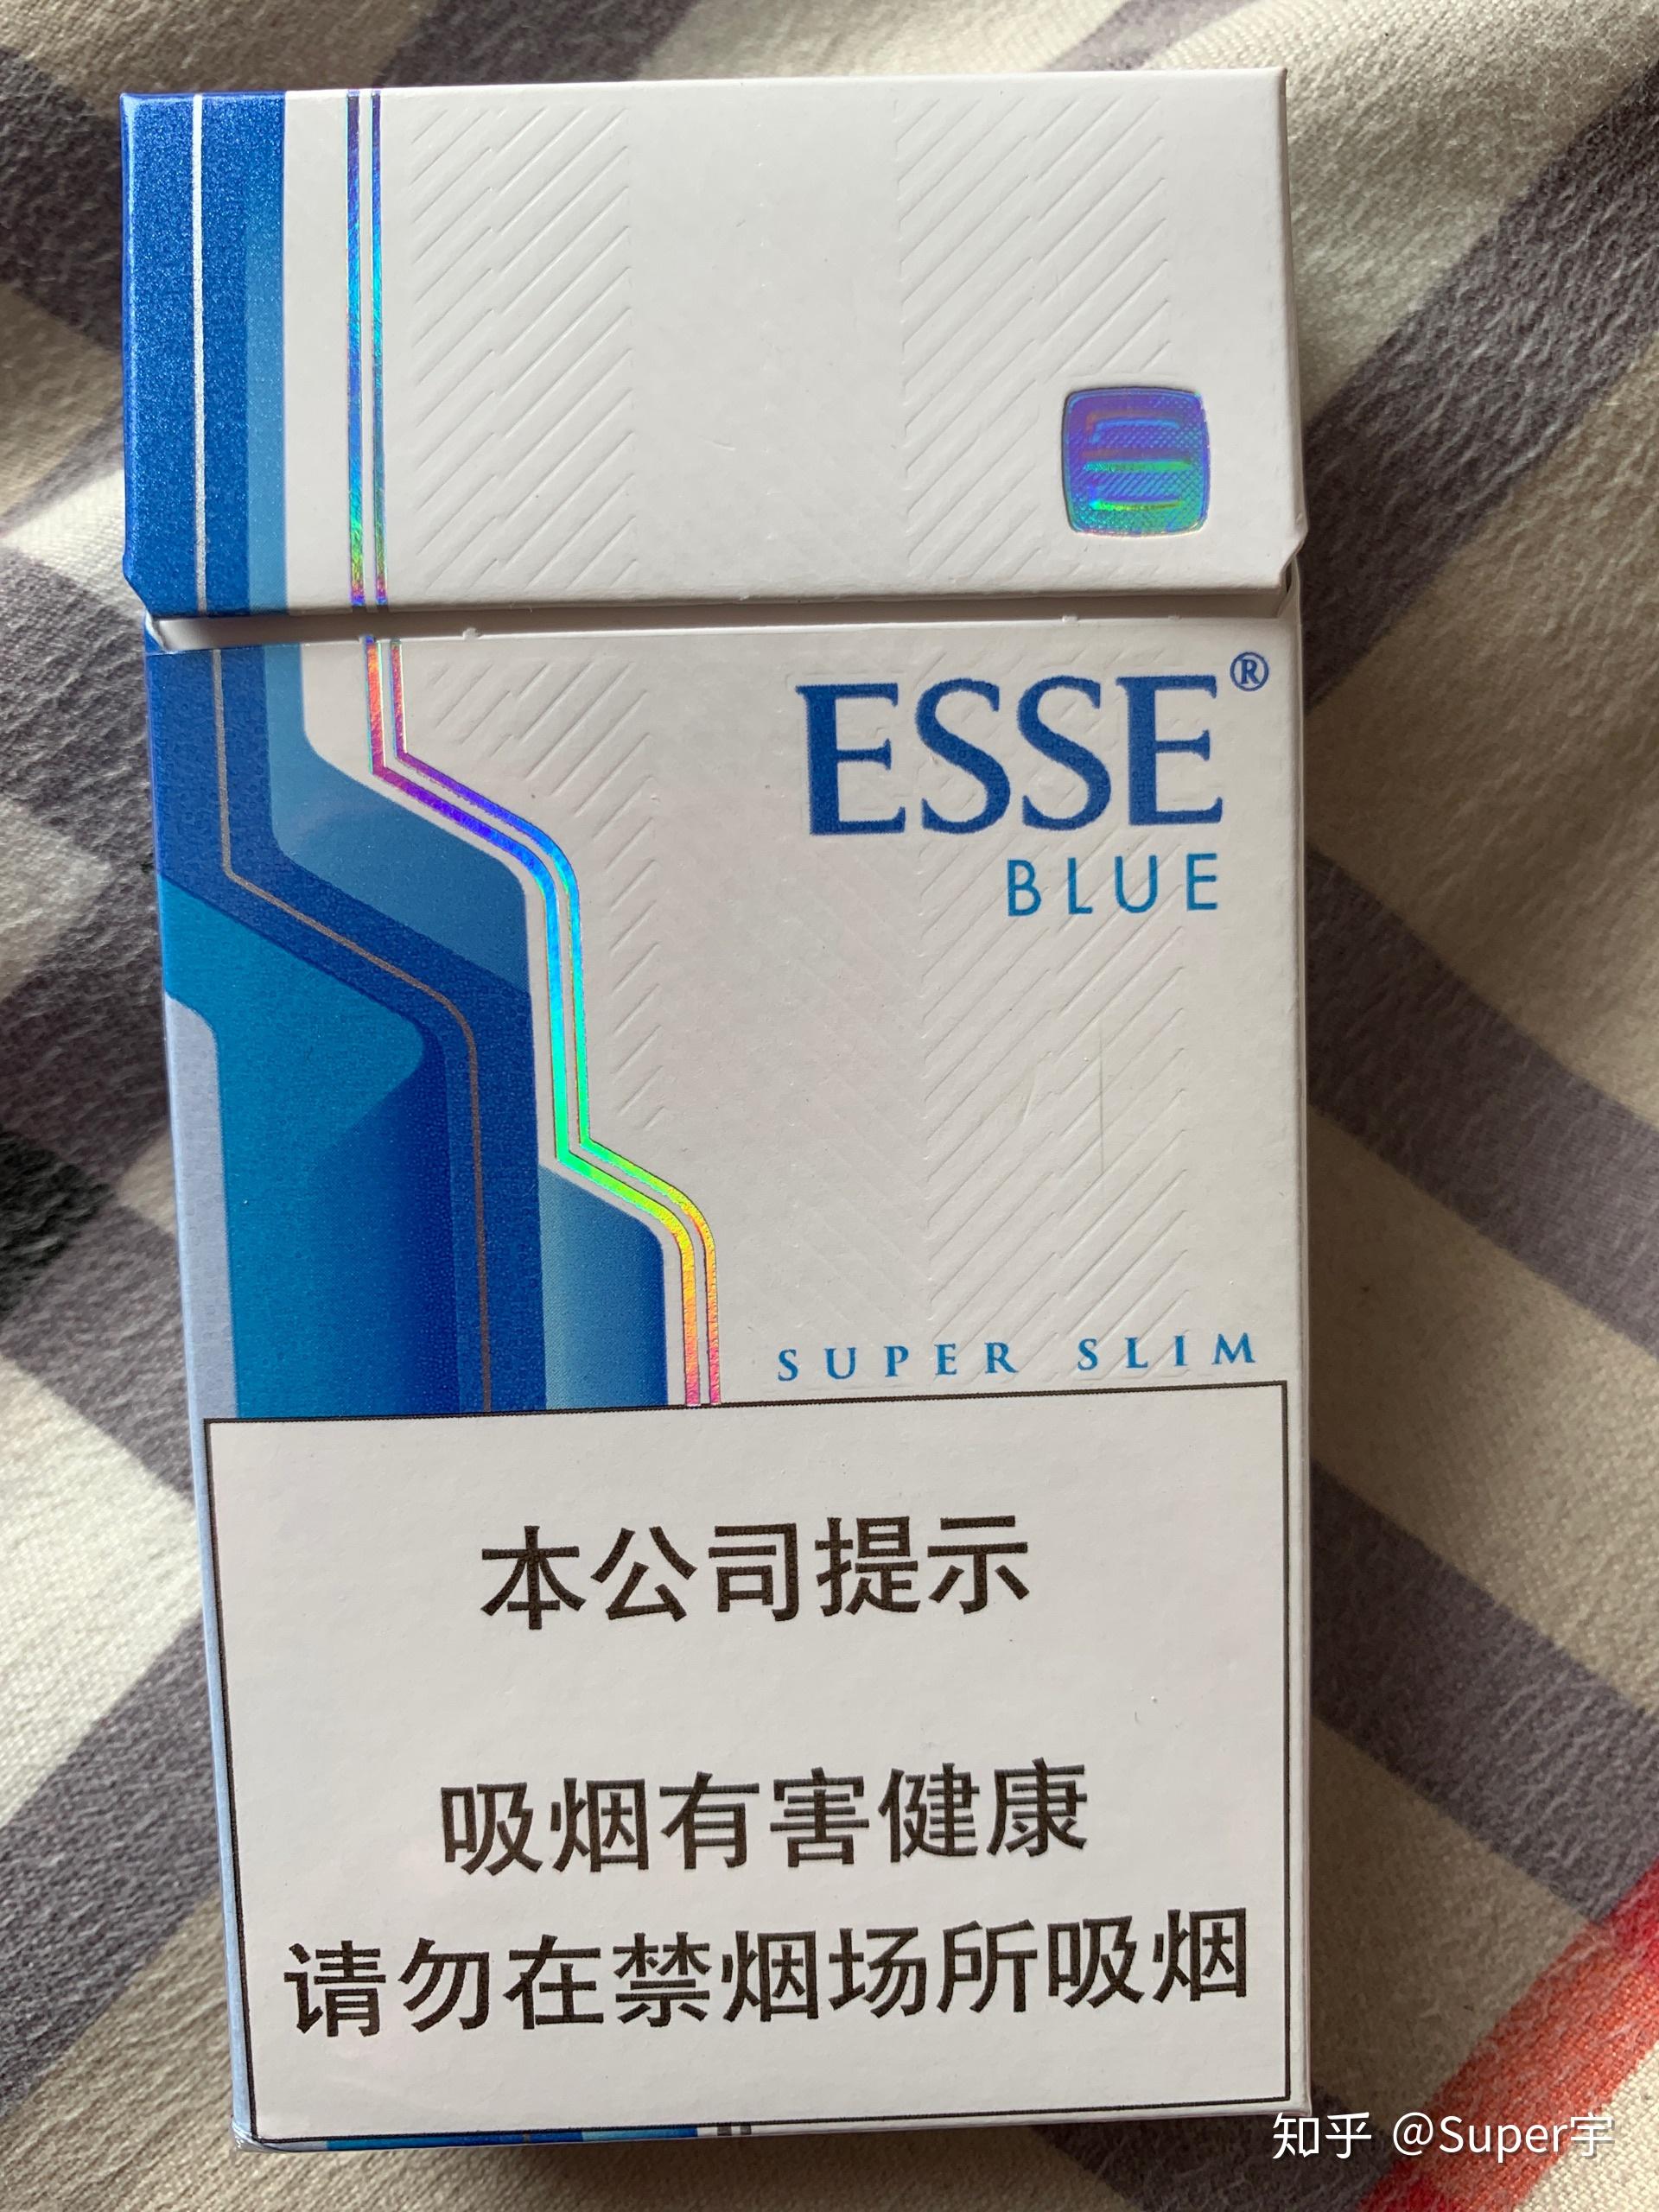 ESSE®
BLUE
SUPER SLIM
本公司提示
吸烟有害健康
请勿在禁烟场所吸烟
知乎 @Super宇